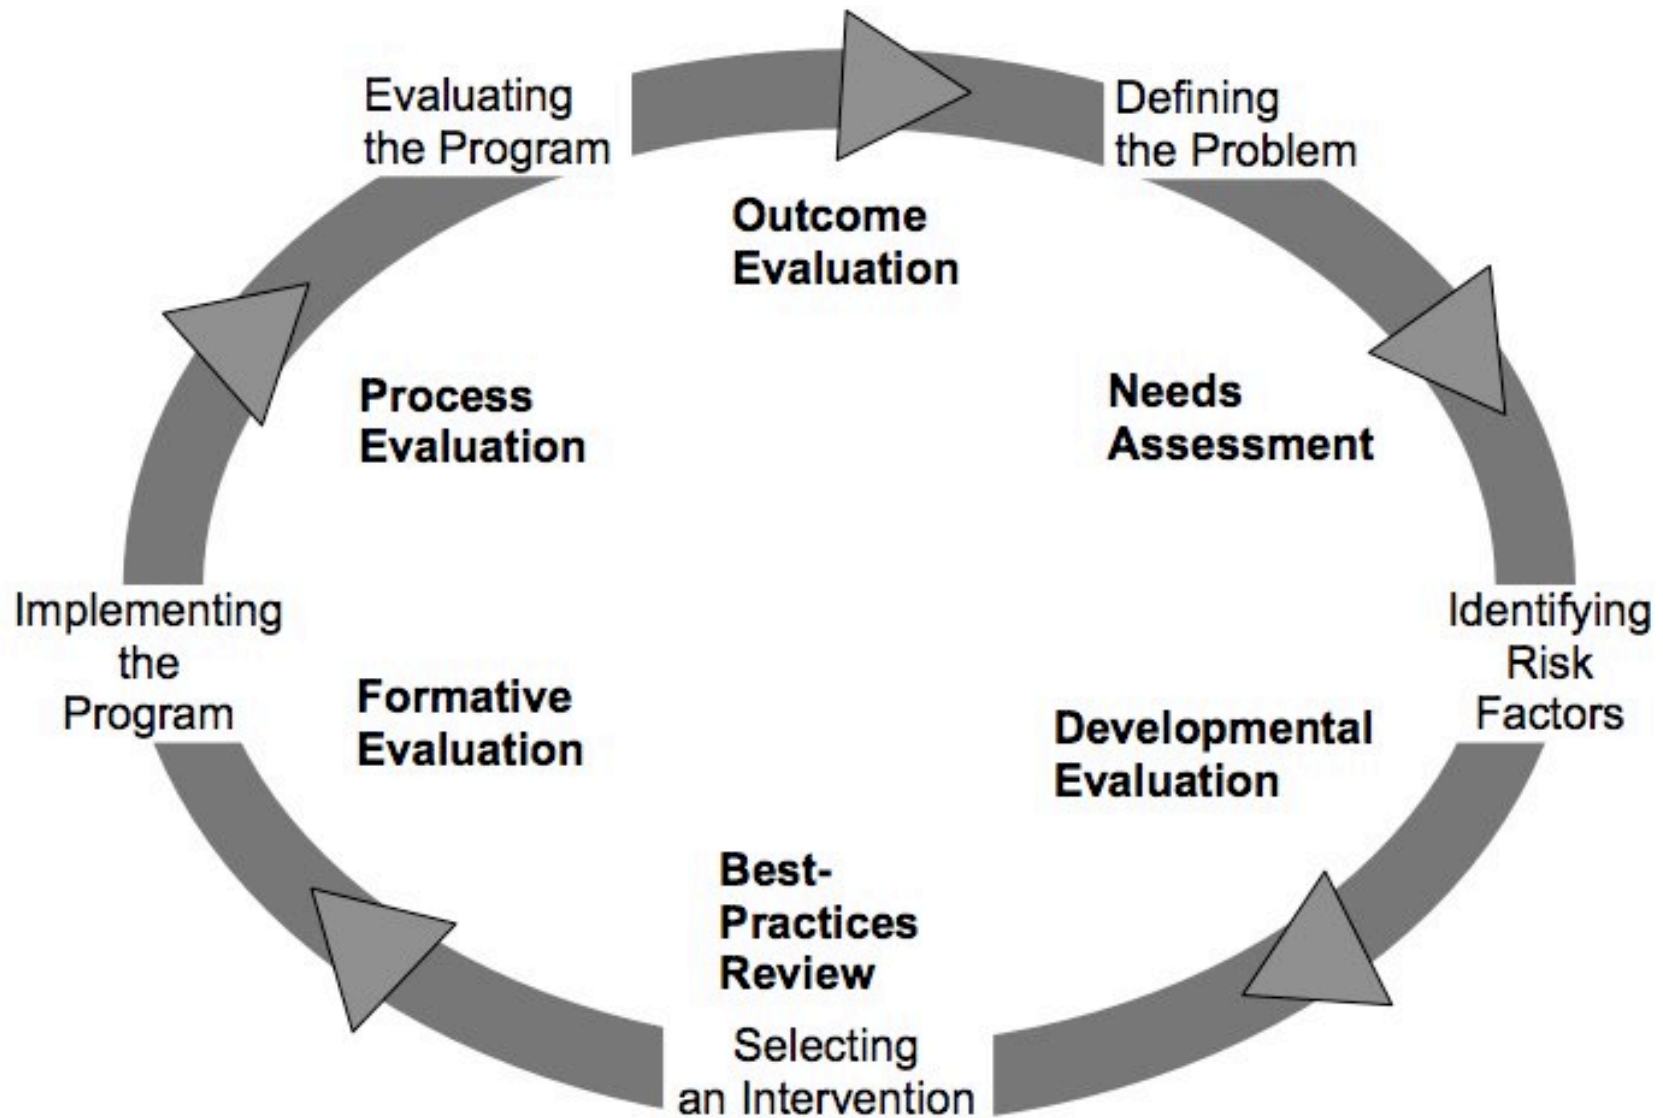 Evaluating
the Program
Defining
the Problem
Outcome
Evaluation
Process
Evaluation
Needs
Assessment
Implementing
the
Program
Identifying
Risk
Factors
Formative
Evaluation
Developmental
Evaluation
Best-
Practices
Review
Selecting
an Intervention